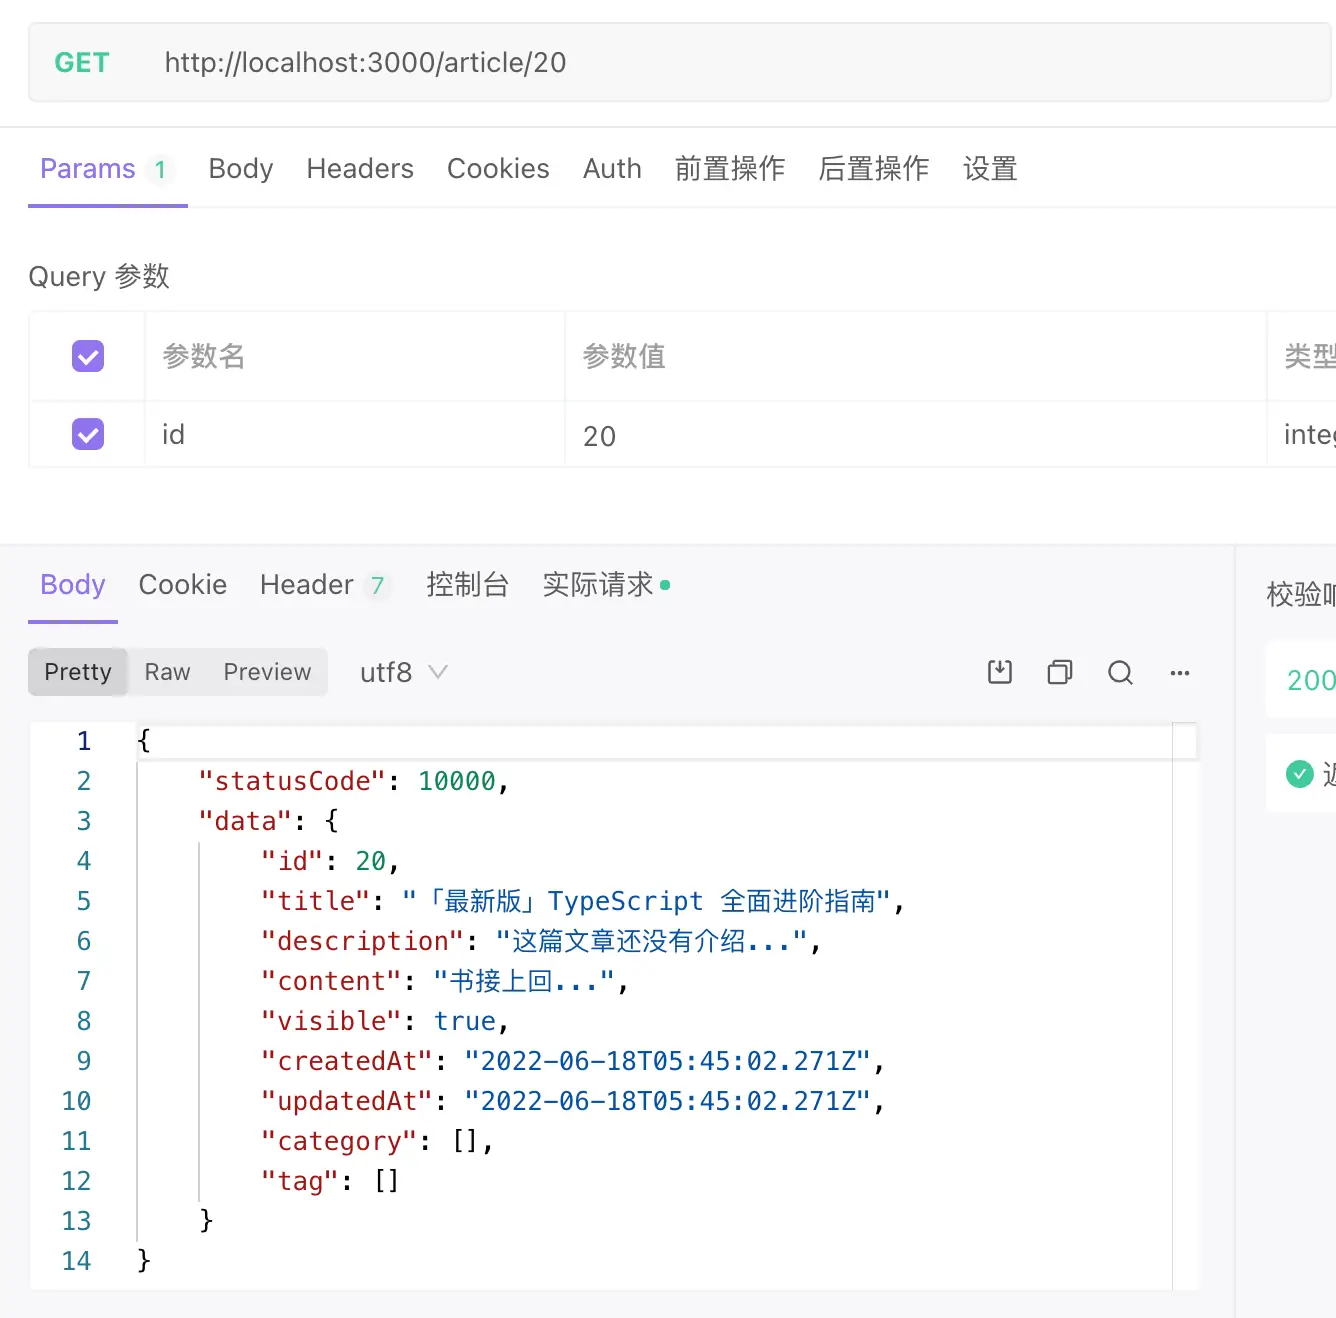 GET http://localhost:3000/article/20
Params 1 Body Headers Cookies Auth 前置操作 后置操作 设置
Query 参数
参数名 参数值 类型
id 20
Body Cookie Header 7 控制台 实际请求
校验
Pretty Raw Preview utf8
200
1 {
2 "statusCode": 10000,
3 "data": {
4 "id": 20,
5 "title": "「最新版」TypeScript 全面进阶指南",
6 "description": "这篇文章还没有介绍...",
7 "content": "书接上回...",
8 "visible": true,
9 "createdAt": "2022-06-18T05:45:02.271Z",
10 "updatedAt": "2022-06-18T05:45:02.271Z",
11 "category": [],
12 "tag": []
13 }
14 }